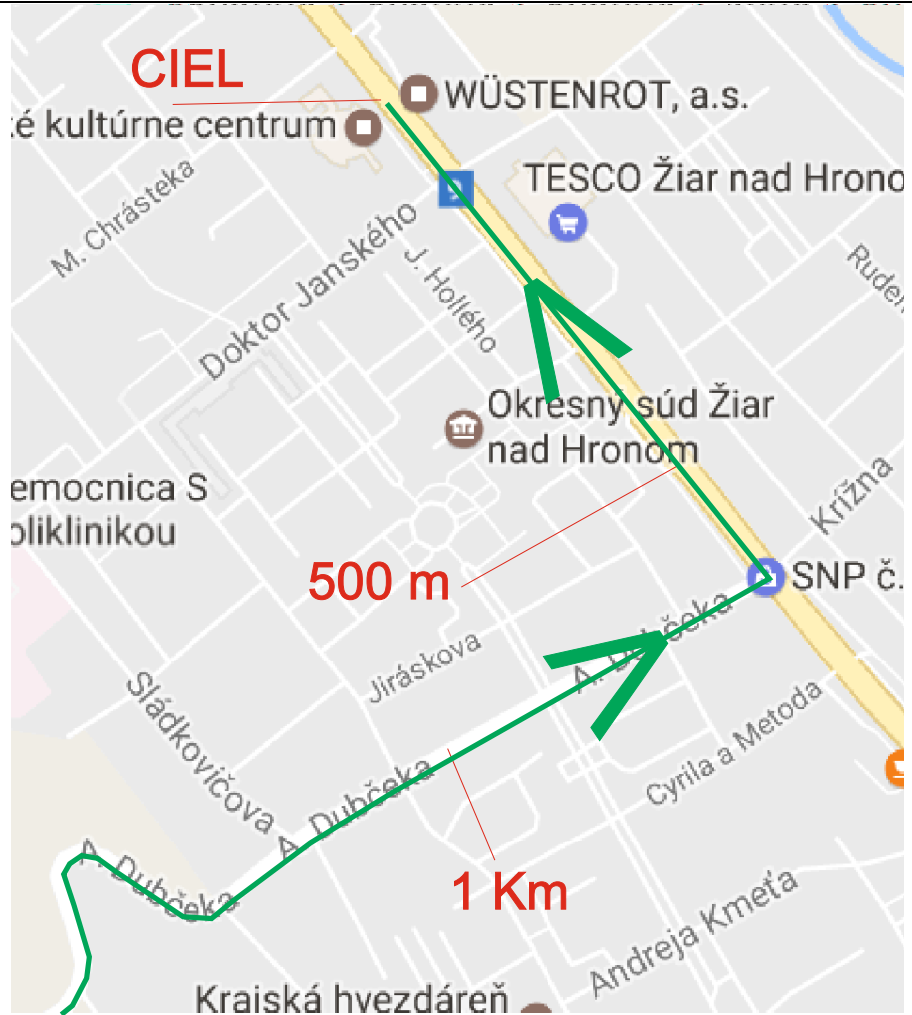 CIEL
WÜSTENROT, a.s.
ké kultúrne centrum
TESCO Žiar nad Hrono
M. Chrásteka
Doktor Janského
J. Hollého
Ruden
Okresný súd Žiar
nad Hronom
Krížna
emocnica S
oliklinikou
500 m
SNP č.
A. Dubčeka
Jiráskova
Sládkovičova
Cyrila a Metoda
A. Dubčeka
A. Dubčeka
1 Km
Andreja Kmeťa
Krajská hvezdáreň